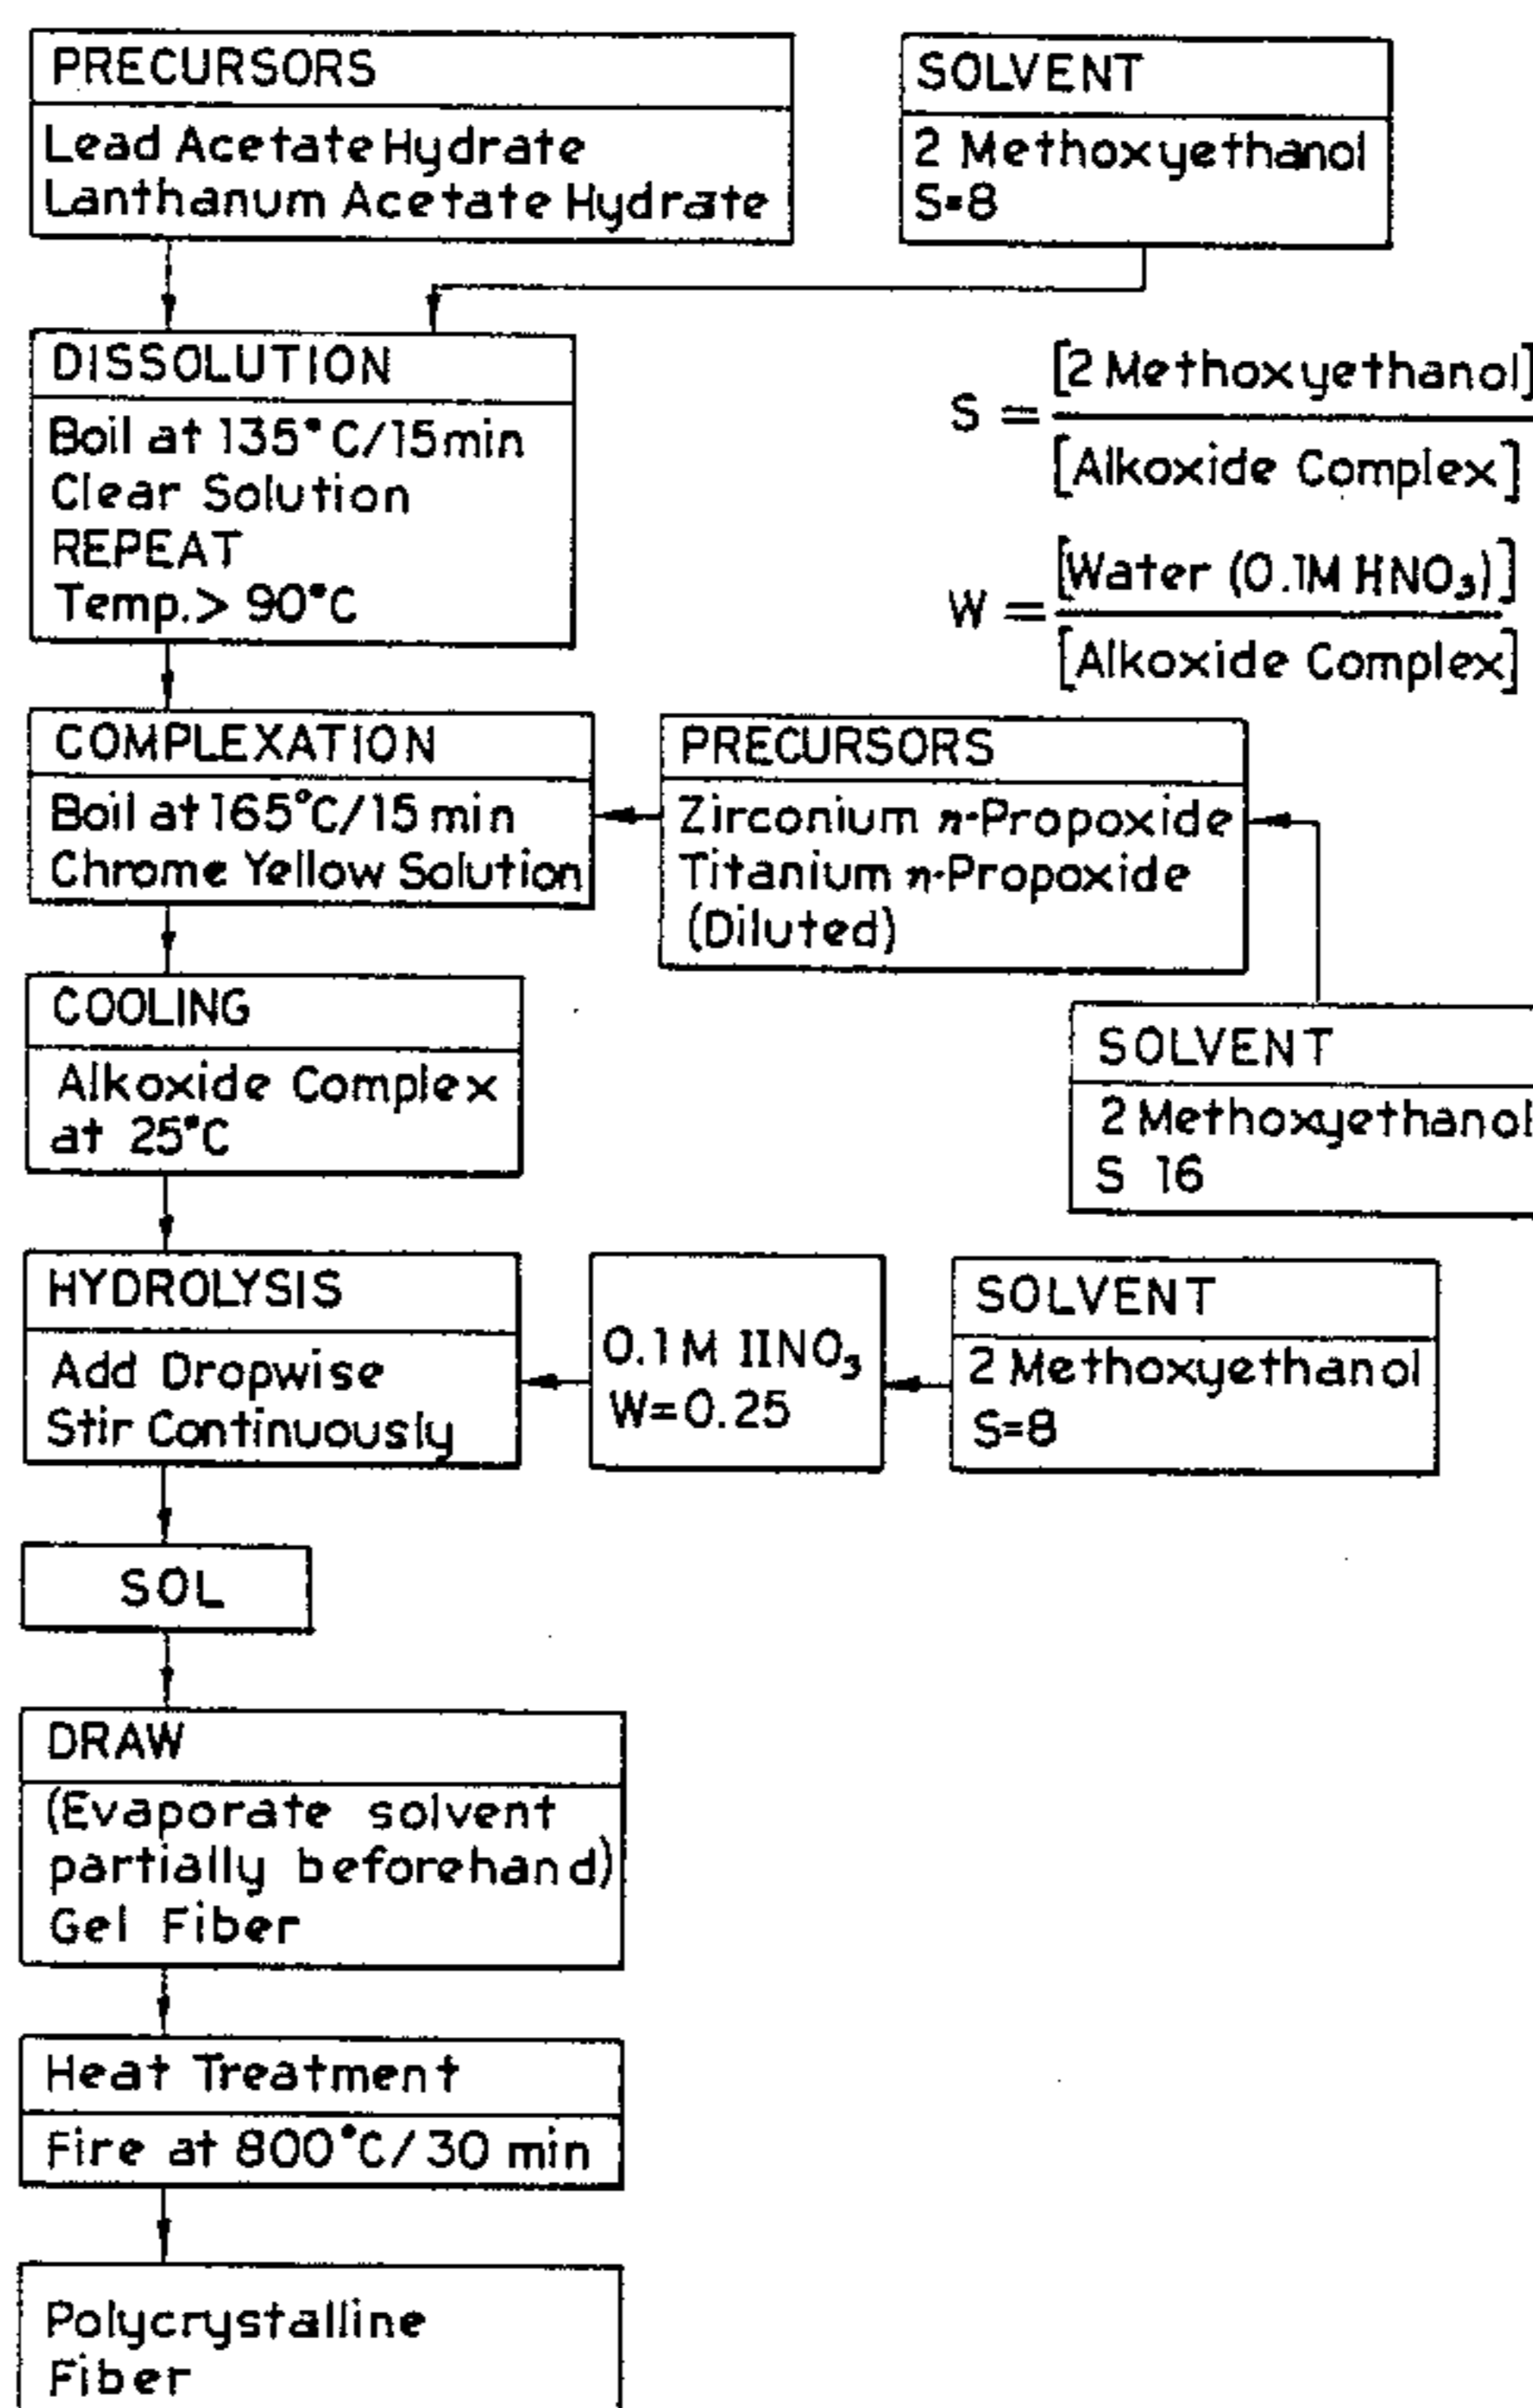 PRECURSORS
Lead Acetate Hydrate
Lanthanum Acetate Hydrate
SOLVENT
2 Methoxyethanol
S=8
DISSOLUTION
Boil at 135°C/15min
Clear Solution
REPEAT
Temp.> 90°C
S = [2 Methoxyethanol]
[Alkoxide Complex]
W = [Water (0.1M HNO₃)]
[Alkoxide Complex]
COMPLEXATION
Boil at 165°C/15 min
Chrome Yellow Solution
PRECURSORS
Zirconium n-Propoxide
Titanium n-Propoxide
(Diluted)
COOLING
Alkoxide Complex
at 25°C
SOLVENT
2 Methoxyethanol
S 16
HYDROLYSIS
Add Dropwise
Stir Continuously
0.1M HNO₃
W=0.25
SOLVENT
2 Methoxyethanol
S=8
SOL
DRAW
(Evaporate solvent
partially beforehand)
Gel Fiber
Heat Treatment
Fire at 800°C/30 min
Polycrystalline
Fiber